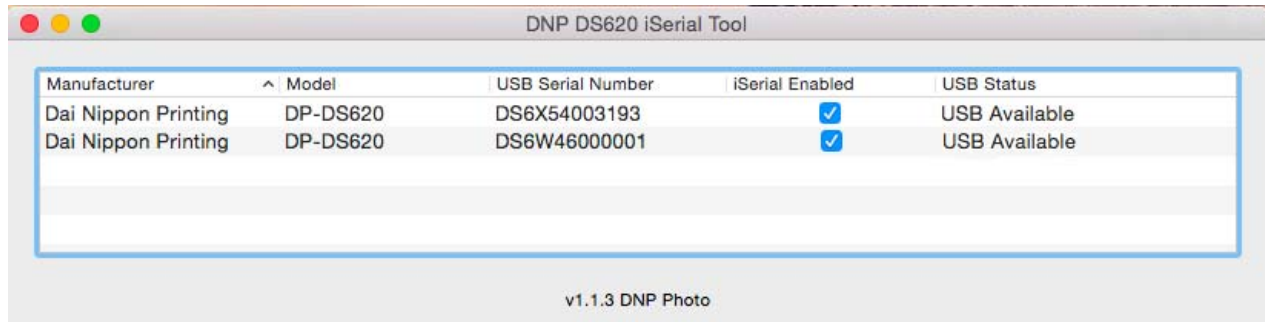 DNP DS620 iSerial Tool
Manufacturer Model USB Serial Number iSerial Enabled USB Status
Dai Nippon Printing DP-DS620 DS6X54003193 USB Available
Dai Nippon Printing DP-DS620 DS6W46000001 USB Available
v1.1.3 DNP Photo